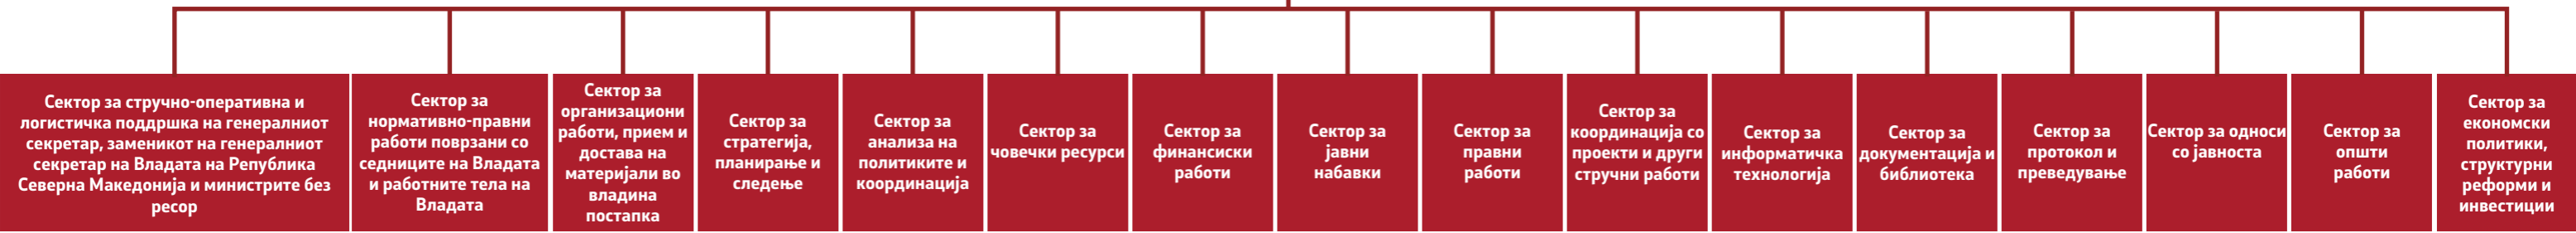 Сектор за стручно-оперативна и
логистичка поддршка на генералниот
секретар, заменикот на генералниот
секретар на Владата на Република
Северна Македонија и министрите без
ресор
Сектор за
нормативно-правни
работи поврзани со
седниците на Владата
и работните тела на
Владата
Сектор за
организациони
работи, прием и
достава на
материјали во
владина
постапка
Сектор за
стратегија,
планирање и
следење
Сектор за
анализа на
политиките и
координација
Сектор за
човечки ресурси
Сектор за
финансиски
работи
Сектор за
јавни
набавки
Сектор за
правни
работи
Сектор за
координација со
проекти и други
стручни работи
Сектор за
информатичка
технологија
Сектор за
документација и
библиотека
Сектор за
протокол и
преведување
Сектор за односи
со јавноста
Сектор за
општи
работи
Сектор за
економски
политики,
структурни
реформи и
инвестиции